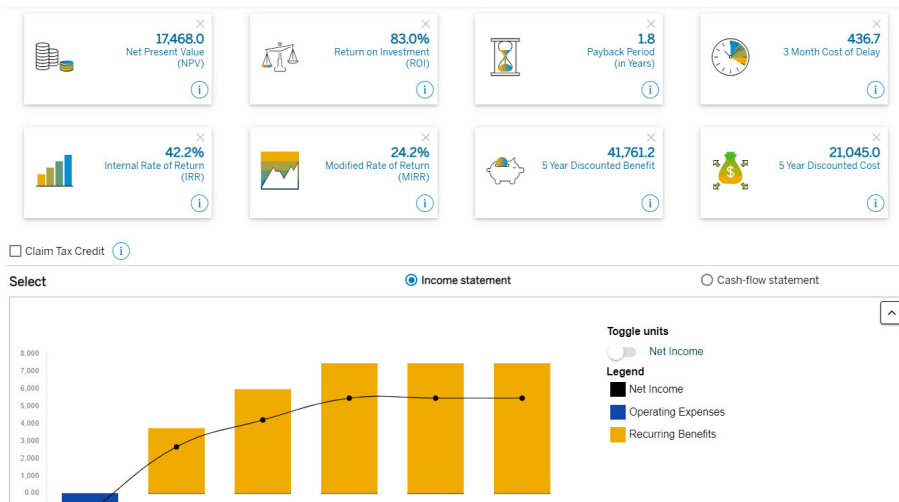 17,468.0
Net Present Value
(NPV)
83.0%
Return on Investment
(ROI)
1.8
Payback Period
(in Years)
436.7
3 Month Cost of Delay
42.2%
Internal Rate of Return
(IRR)
24.2%
Modified Rate of Return
(MIRR)
41,761.2
5 Year Discounted Benefit
21,045.0
5 Year Discounted Cost
Claim Tax Credit
Select
Income statement
Cash-flow statement
Toggle units
Net Income
Legend
Net Income
Operating Expenses
Recurring Benefits
8,000
7,000
6,000
5,000
4,000
3,000
2,000
1,000
0.00